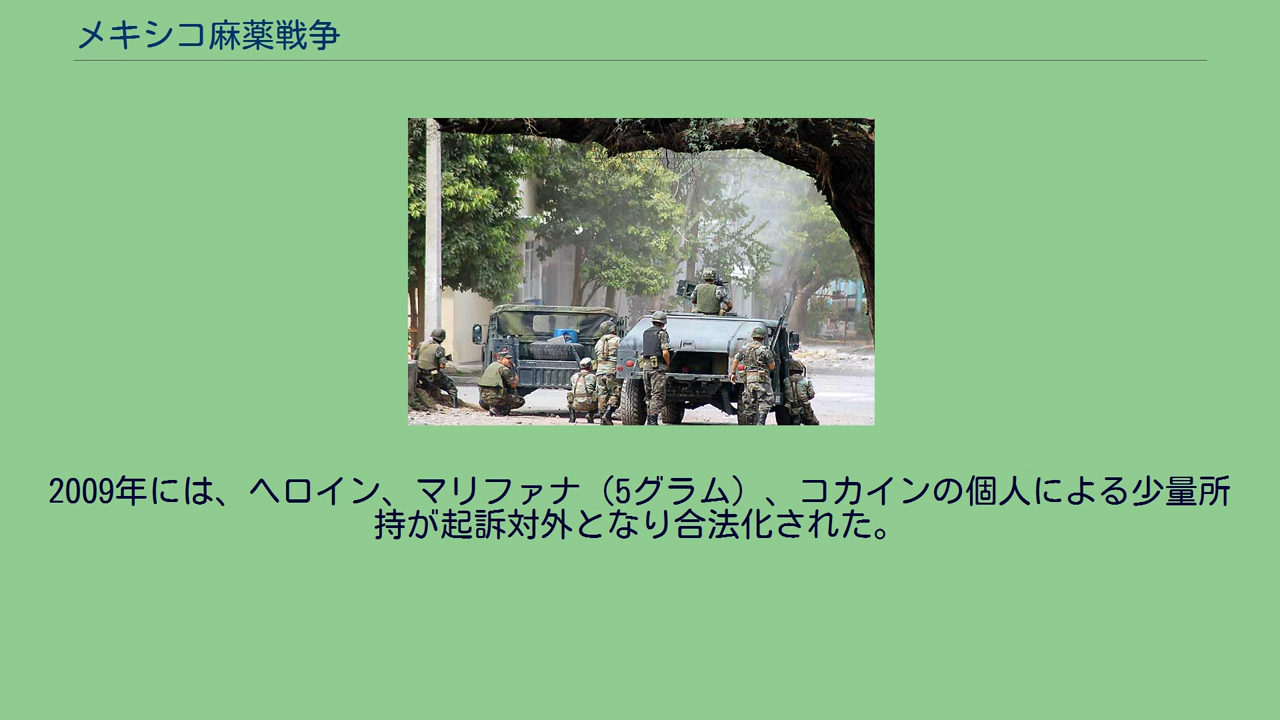 メキシコ麻薬戦争
2009年には、ヘロイン、マリファナ（5グラム）、コカインの個人による少量所
持が起訴対外となり合法化された。